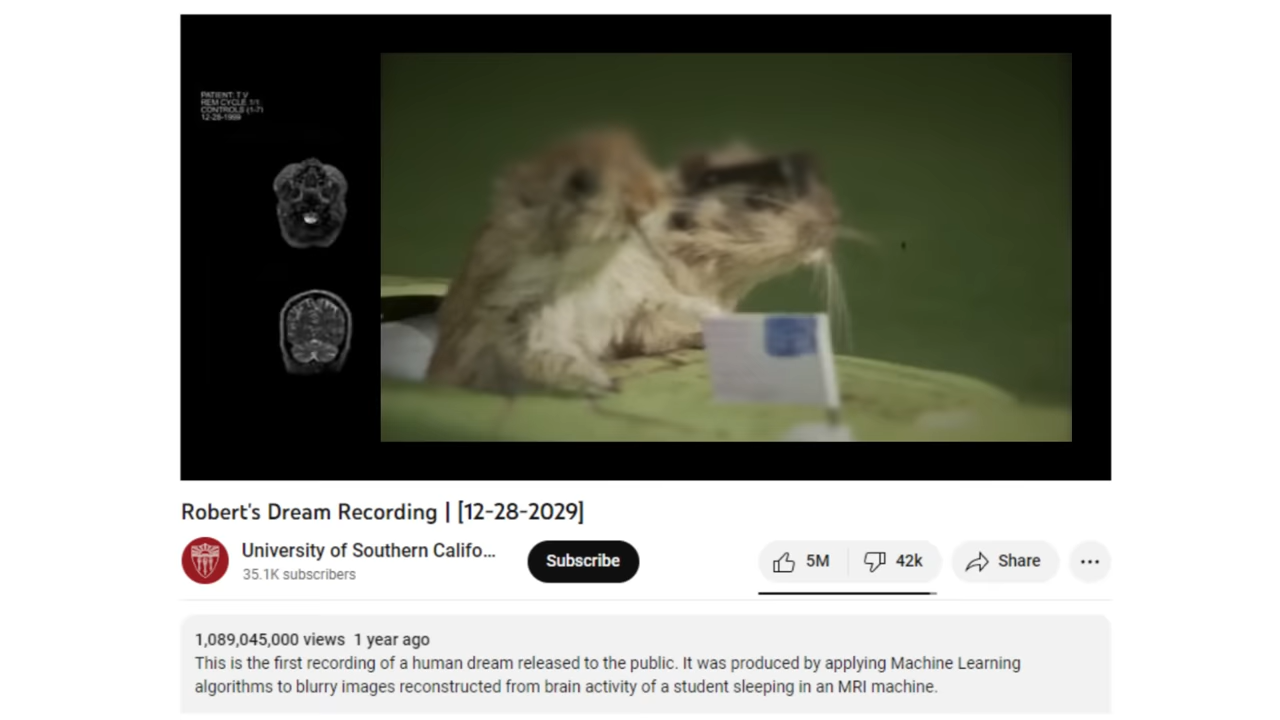 PATIENT: T V
REM CYCLE 1/1
CONTROLS (1-7)
12-28-1999
Robert's Dream Recording | [12-28-2029]
University of Southern Califo...
35.1K subscribers
Subscribe
5M
42k
Share
1,089,045,000 views 1 year ago
This is the first recording of a human dream released to the public. It was produced by applying Machine Learning
algorithms to blurry images reconstructed from brain activity of a student sleeping in an MRI machine.